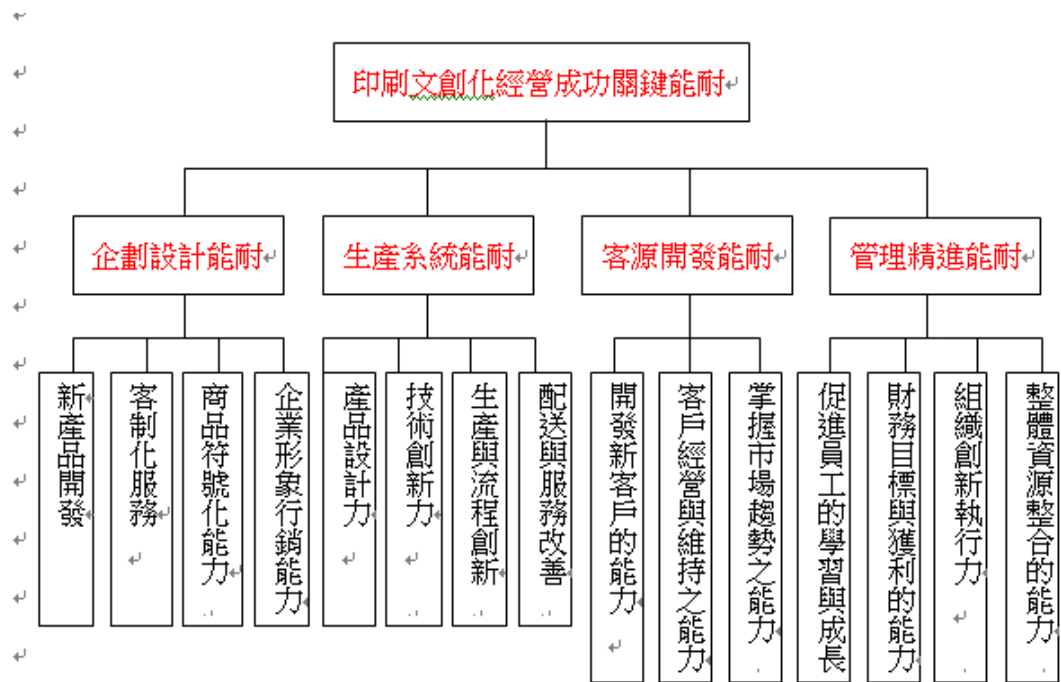 印刷文創化經營成功關鍵能耐
企劃設計能耐
生產系統能耐
客源開發能耐
管理精進能耐
新產品開發
客制化服務
商品符號化能力
企業形象行銷能力
產品設計力
技術創新力
生產與流程創新
配送與服務改善
開發新客戶的能力
客戶經營與維持之能力
掌握市場趨勢之能力
促進員工的學習與成長
財務目標與獲利的能力
組織創新執行力
整體資源整合的能力